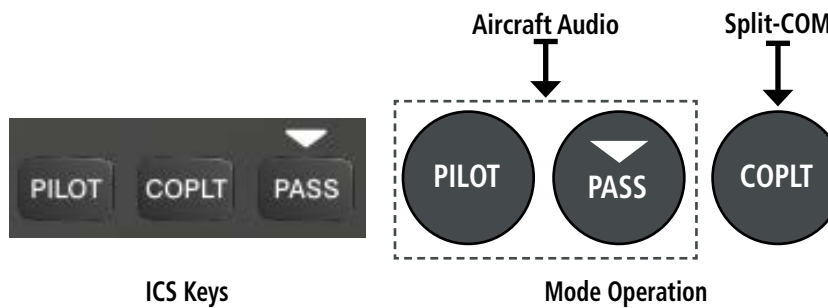 Aircraft Audio
Split-COM
PILOT COPLT PASS
PILOT PASS COPLT
ICS Keys
Mode Operation